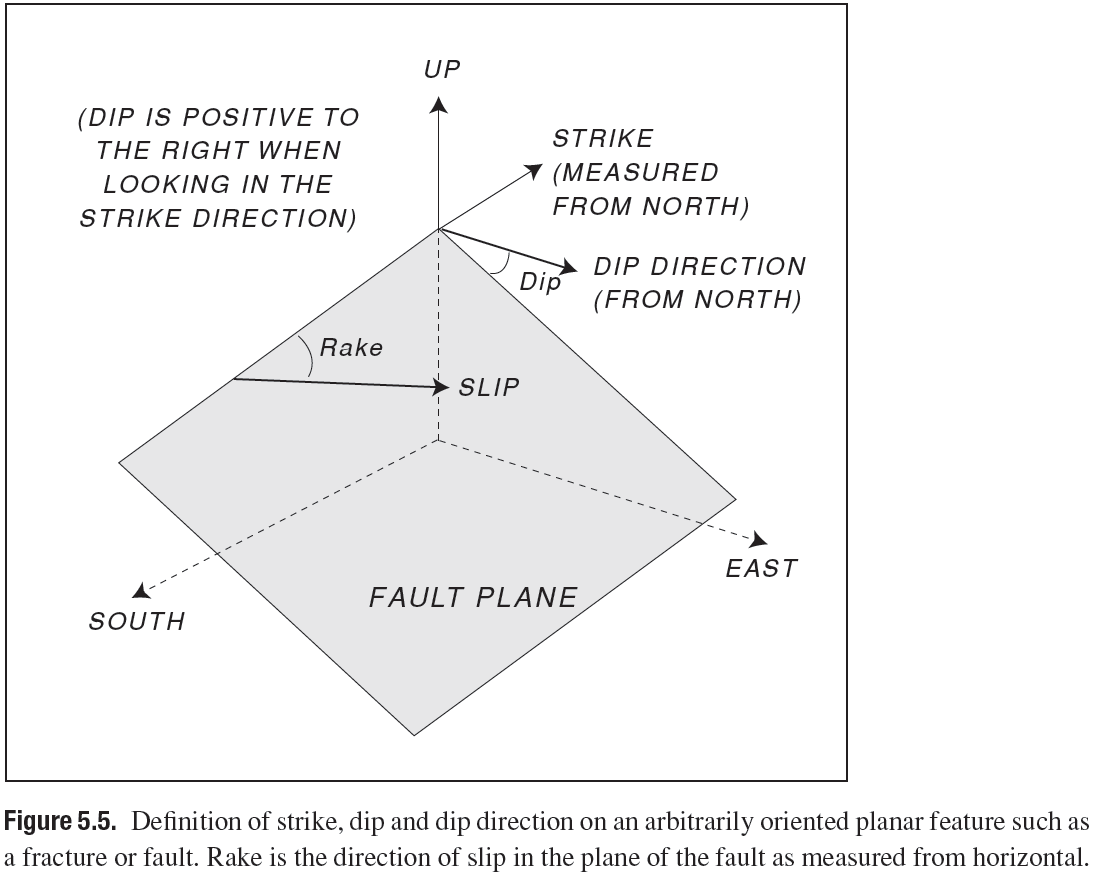 UP
(DIP IS POSITIVE TO
THE RIGHT WHEN
LOOKING IN THE
STRIKE DIRECTION)
STRIKE
(MEASURED
FROM NORTH)
DIP DIRECTION
(FROM NORTH)
Dip
Rake
SLIP
EAST
SOUTH
FAULT PLANE
Figure 5.5. Definition of strike, dip and dip direction on an arbitrarily oriented planar feature such as
a fracture or fault. Rake is the direction of slip in the plane of the fault as measured from horizontal.